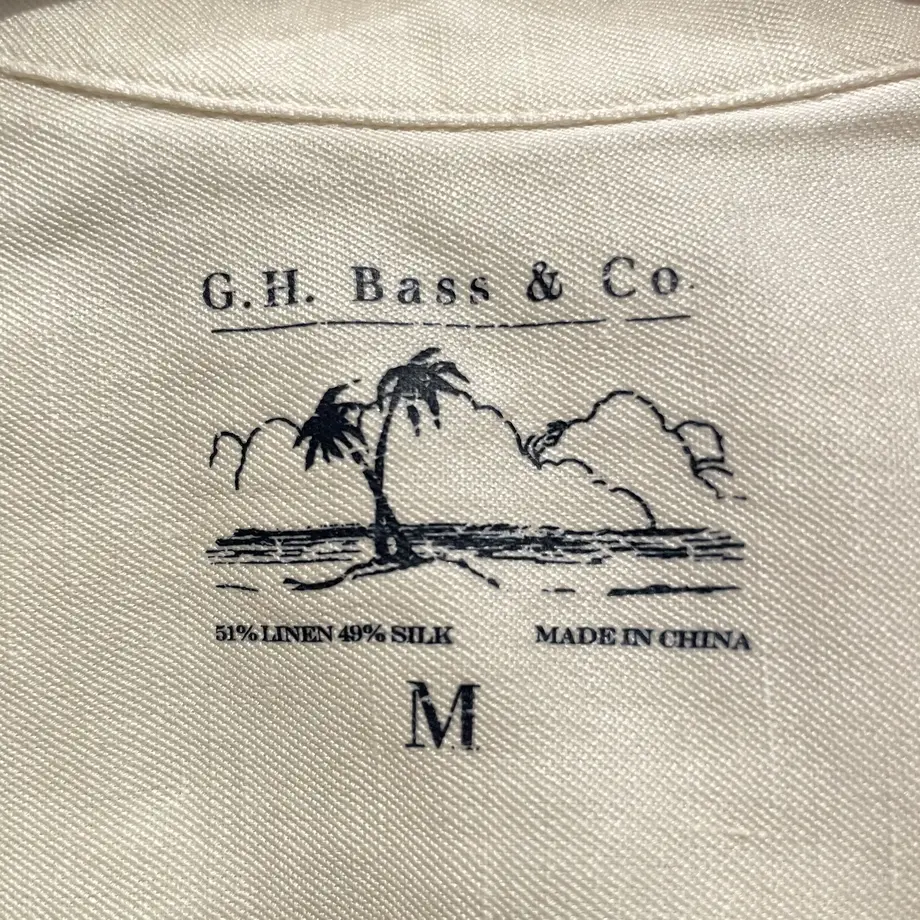 G.H. Bass & Co.
51% LINEN 49% SILK MADE IN CHINA
M